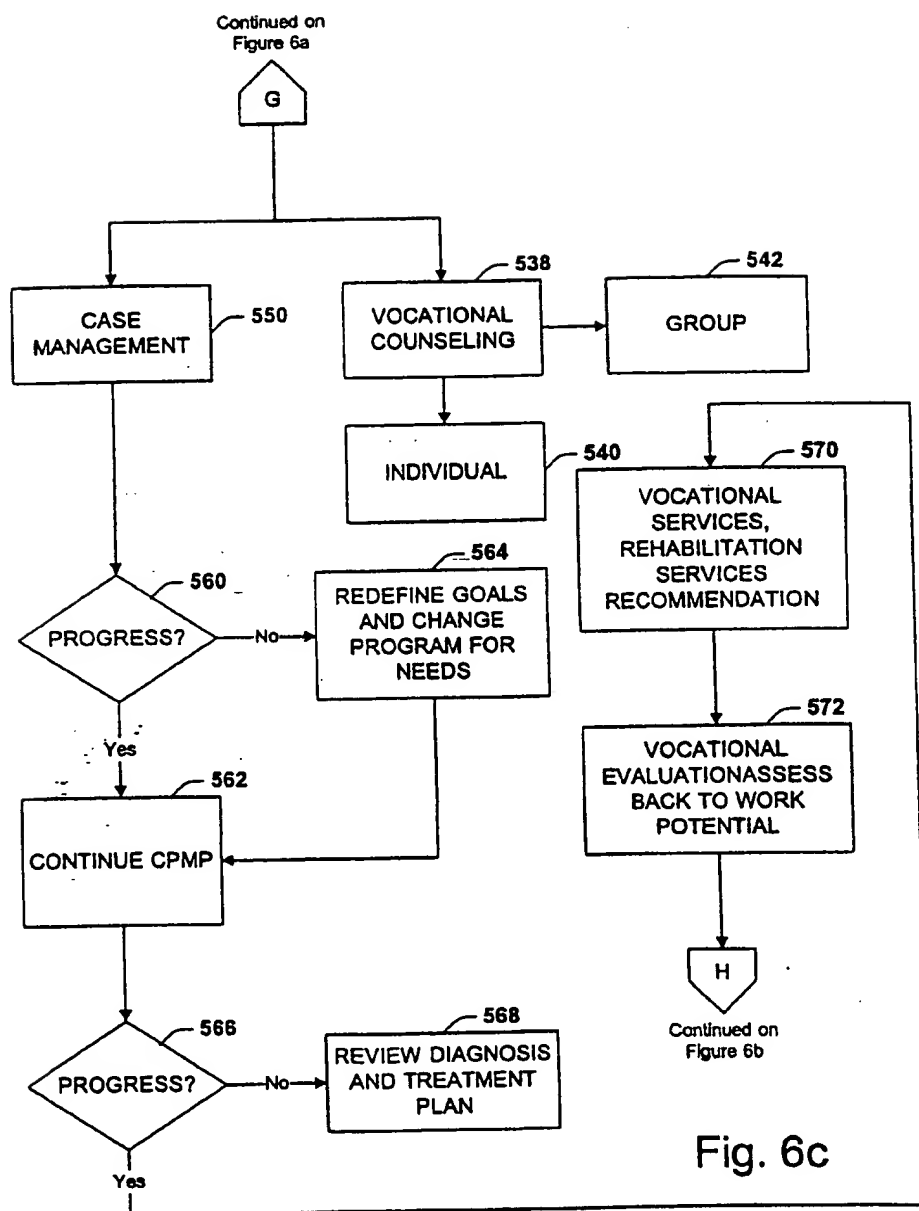 Continued on
Figure 6a
G
538
542
CASE
MANAGEMENT
550
VOCATIONAL
COUNSELING
GROUP
INDIVIDUAL
540
570
VOCATIONAL
SERVICES,
REHABILITATION
SERVICES
RECOMMENDATION
560
PROGRESS?
No
564
REDEFINE GOALS
AND CHANGE
PROGRAM FOR
NEEDS
572
VOCATIONAL
EVALUATIONASSESS
BACK TO WORK
POTENTIAL
Yes
562
CONTINUE CPMP
H
Continued on
Figure 6b
566
PROGRESS?
No
568
REVIEW DIAGNOSIS
AND TREATMENT
PLAN
Yes
Fig. 6c